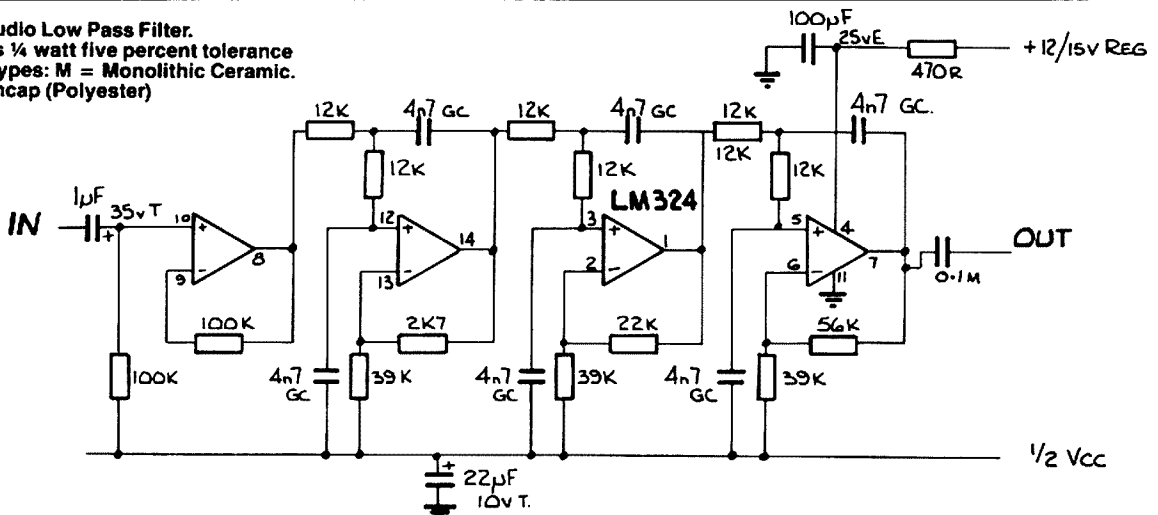 udio Low Pass Filter.
s ¼ watt five percent tolerance
ypes: M = Monolithic Ceramic.
ncap (Polyester)
100µF
25vE
470R
+12/15V REG
12K
4n7 GC
12K
4n7 GC
12K
12K
4n7 GC.
12K
12K
12K
LM324
IN
1µF
35v T
10
+
9
-
8
12
+
13
-
14
3
+
2
-
1
5
+
6
-
4
11
7
OUT
0.1M
100K
2K7
22K
56K
100K
4n7
GC
39K
4n7
GC
39K
4n7
GC
39K
½ VCC
+
22µF
10V T.